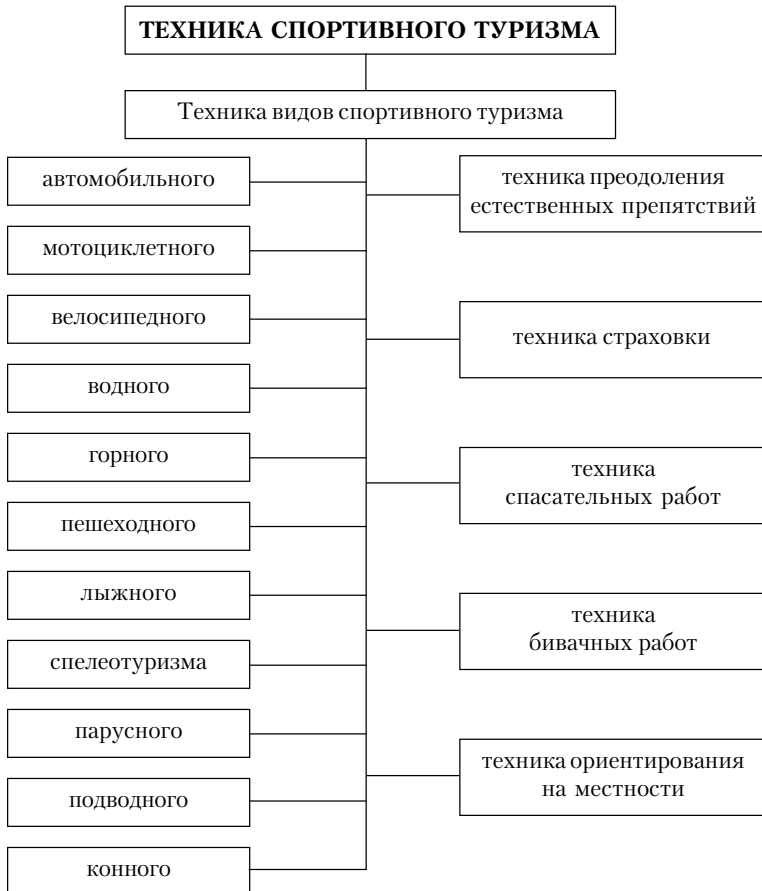 ТЕХНИКА СПОРТИВНОГО ТУРИЗМА
Техника видов спортивного туризма
автомобильного
мотоциклетного
велосипедного
водного
горного
пешеходного
лыжного
спелеотуризма
парусного
подводного
конного
техника преодоления
естественных препятствий
техника страховки
техника
спасательных работ
техника
бивачных работ
техника ориентирования
на местности